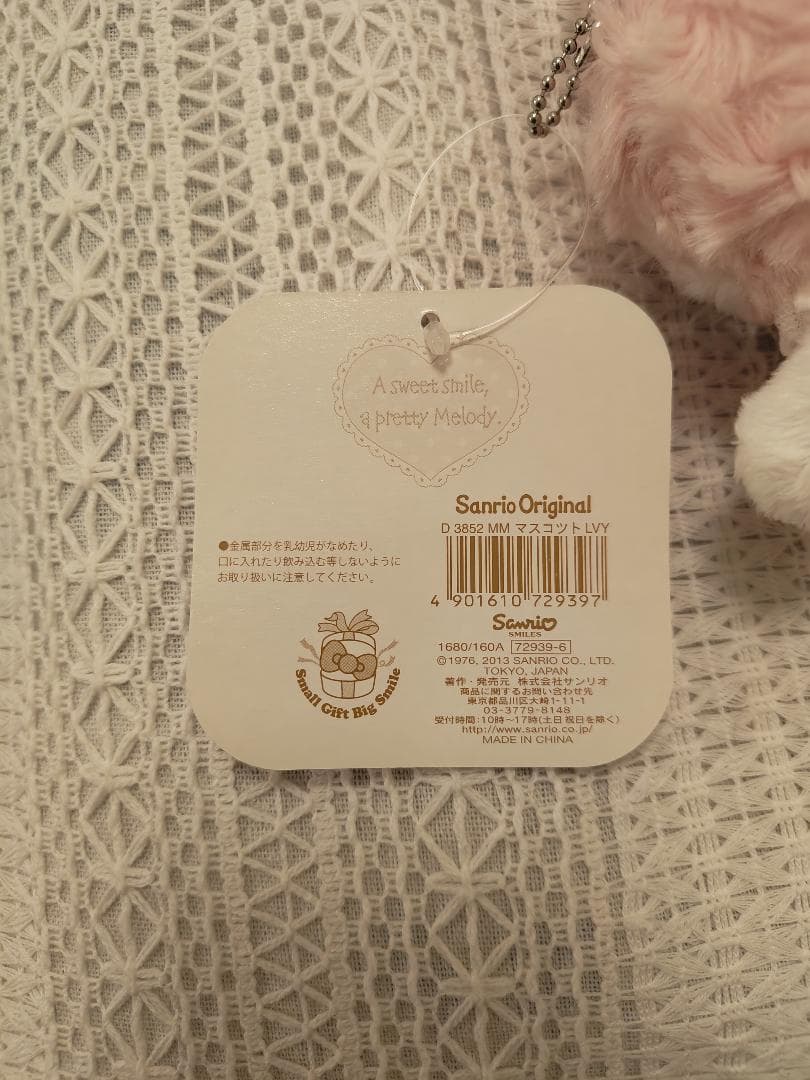 A sweet smile,
a pretty Melody.
Sanrio Original
D 3852 MM マスコツト LVY
●金属部分を乳幼児がなめたり、
口に入れたり飲み込む等しないように
お取り扱いに注意してください。
4 901610 729397
Sanrio
SMILES
Small Gift Big Smile
1680/160A 72939-6
©1976, 2013 SANRIO CO., LTD.
TOKYO, JAPAN
著作・発売元 株式会社サンリオ
商品に関するお問い合わせ先
東京都品川区大崎1-11-1
03-3779-8148
受付時間:10時~17時(土日祝日を除く)
http://www.sanrio.co.jp/
MADE IN CHINA